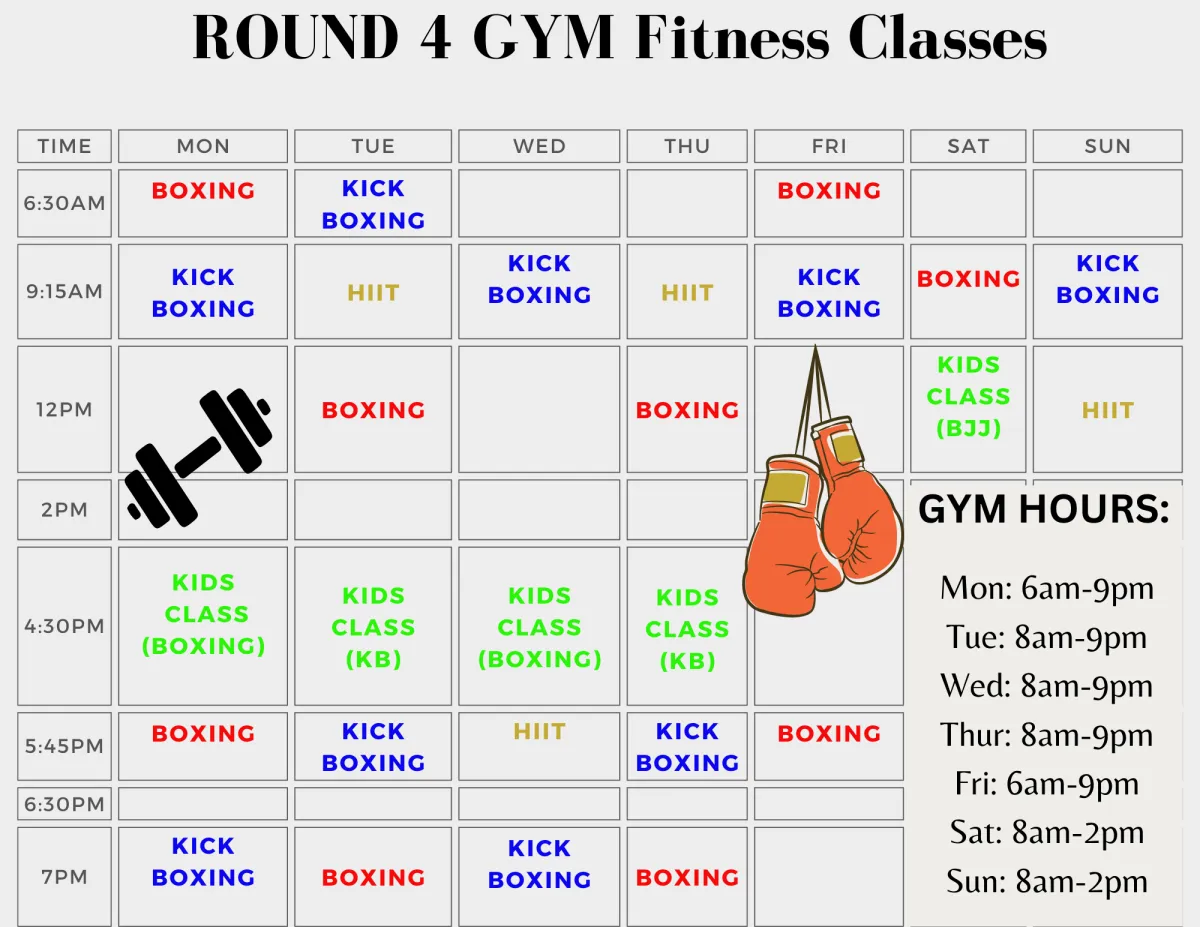 ROUND 4 GYM Fitness Classes
TIME MON TUE WED THU FRI SAT SUN
6:30AM
BOXING
KICK
BOXING
BOXING
9:15AM
KICK
BOXING
HIIT
KICK
BOXING
HIIT
KICK
BOXING
BOXING
KICK
BOXING
12PM
BOXING
BOXING
KIDS
CLASS
(BJJ)
HIIT
2PM
4:30PM
KIDS
CLASS
(BOXING)
KIDS
CLASS
(KB)
KIDS
CLASS
(BOXING)
KIDS
CLASS
(KB)
5:45PM
BOXING
KICK
BOXING
HIIT
KICK
BOXING
BOXING
6:30PM
7PM
KICK
BOXING
BOXING
KICK
BOXING
BOXING
GYM HOURS:
Mon: 6am-9pm
Tue: 8am-9pm
Wed: 8am-9pm
Thur: 8am-9pm
Fri: 6am-9pm
Sat: 8am-2pm
Sun: 8am-2pm